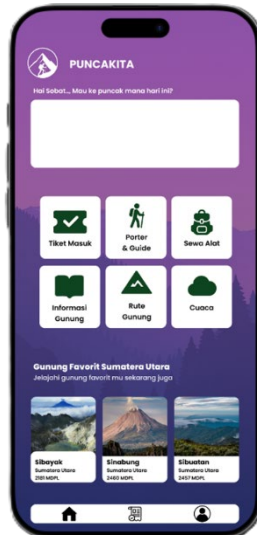 PUNCAKITA
Hai Sobat... Mau ke puncak mana hari ini?
Tiket Masuk
Porter
& Guide
Sewa Alat
Informasi
Gunung
Rute
Gunung
Cuaca
Gunung Favorit Sumatera Utara
Jelajahi gunung favorit mu sekarang juga
Sibayak
Sumatera Utara
2181 MDPL
Sinabung
Sumatera Utara
2460 MDPL
Sibuatan
Sumatera Utara
2457 MDPL